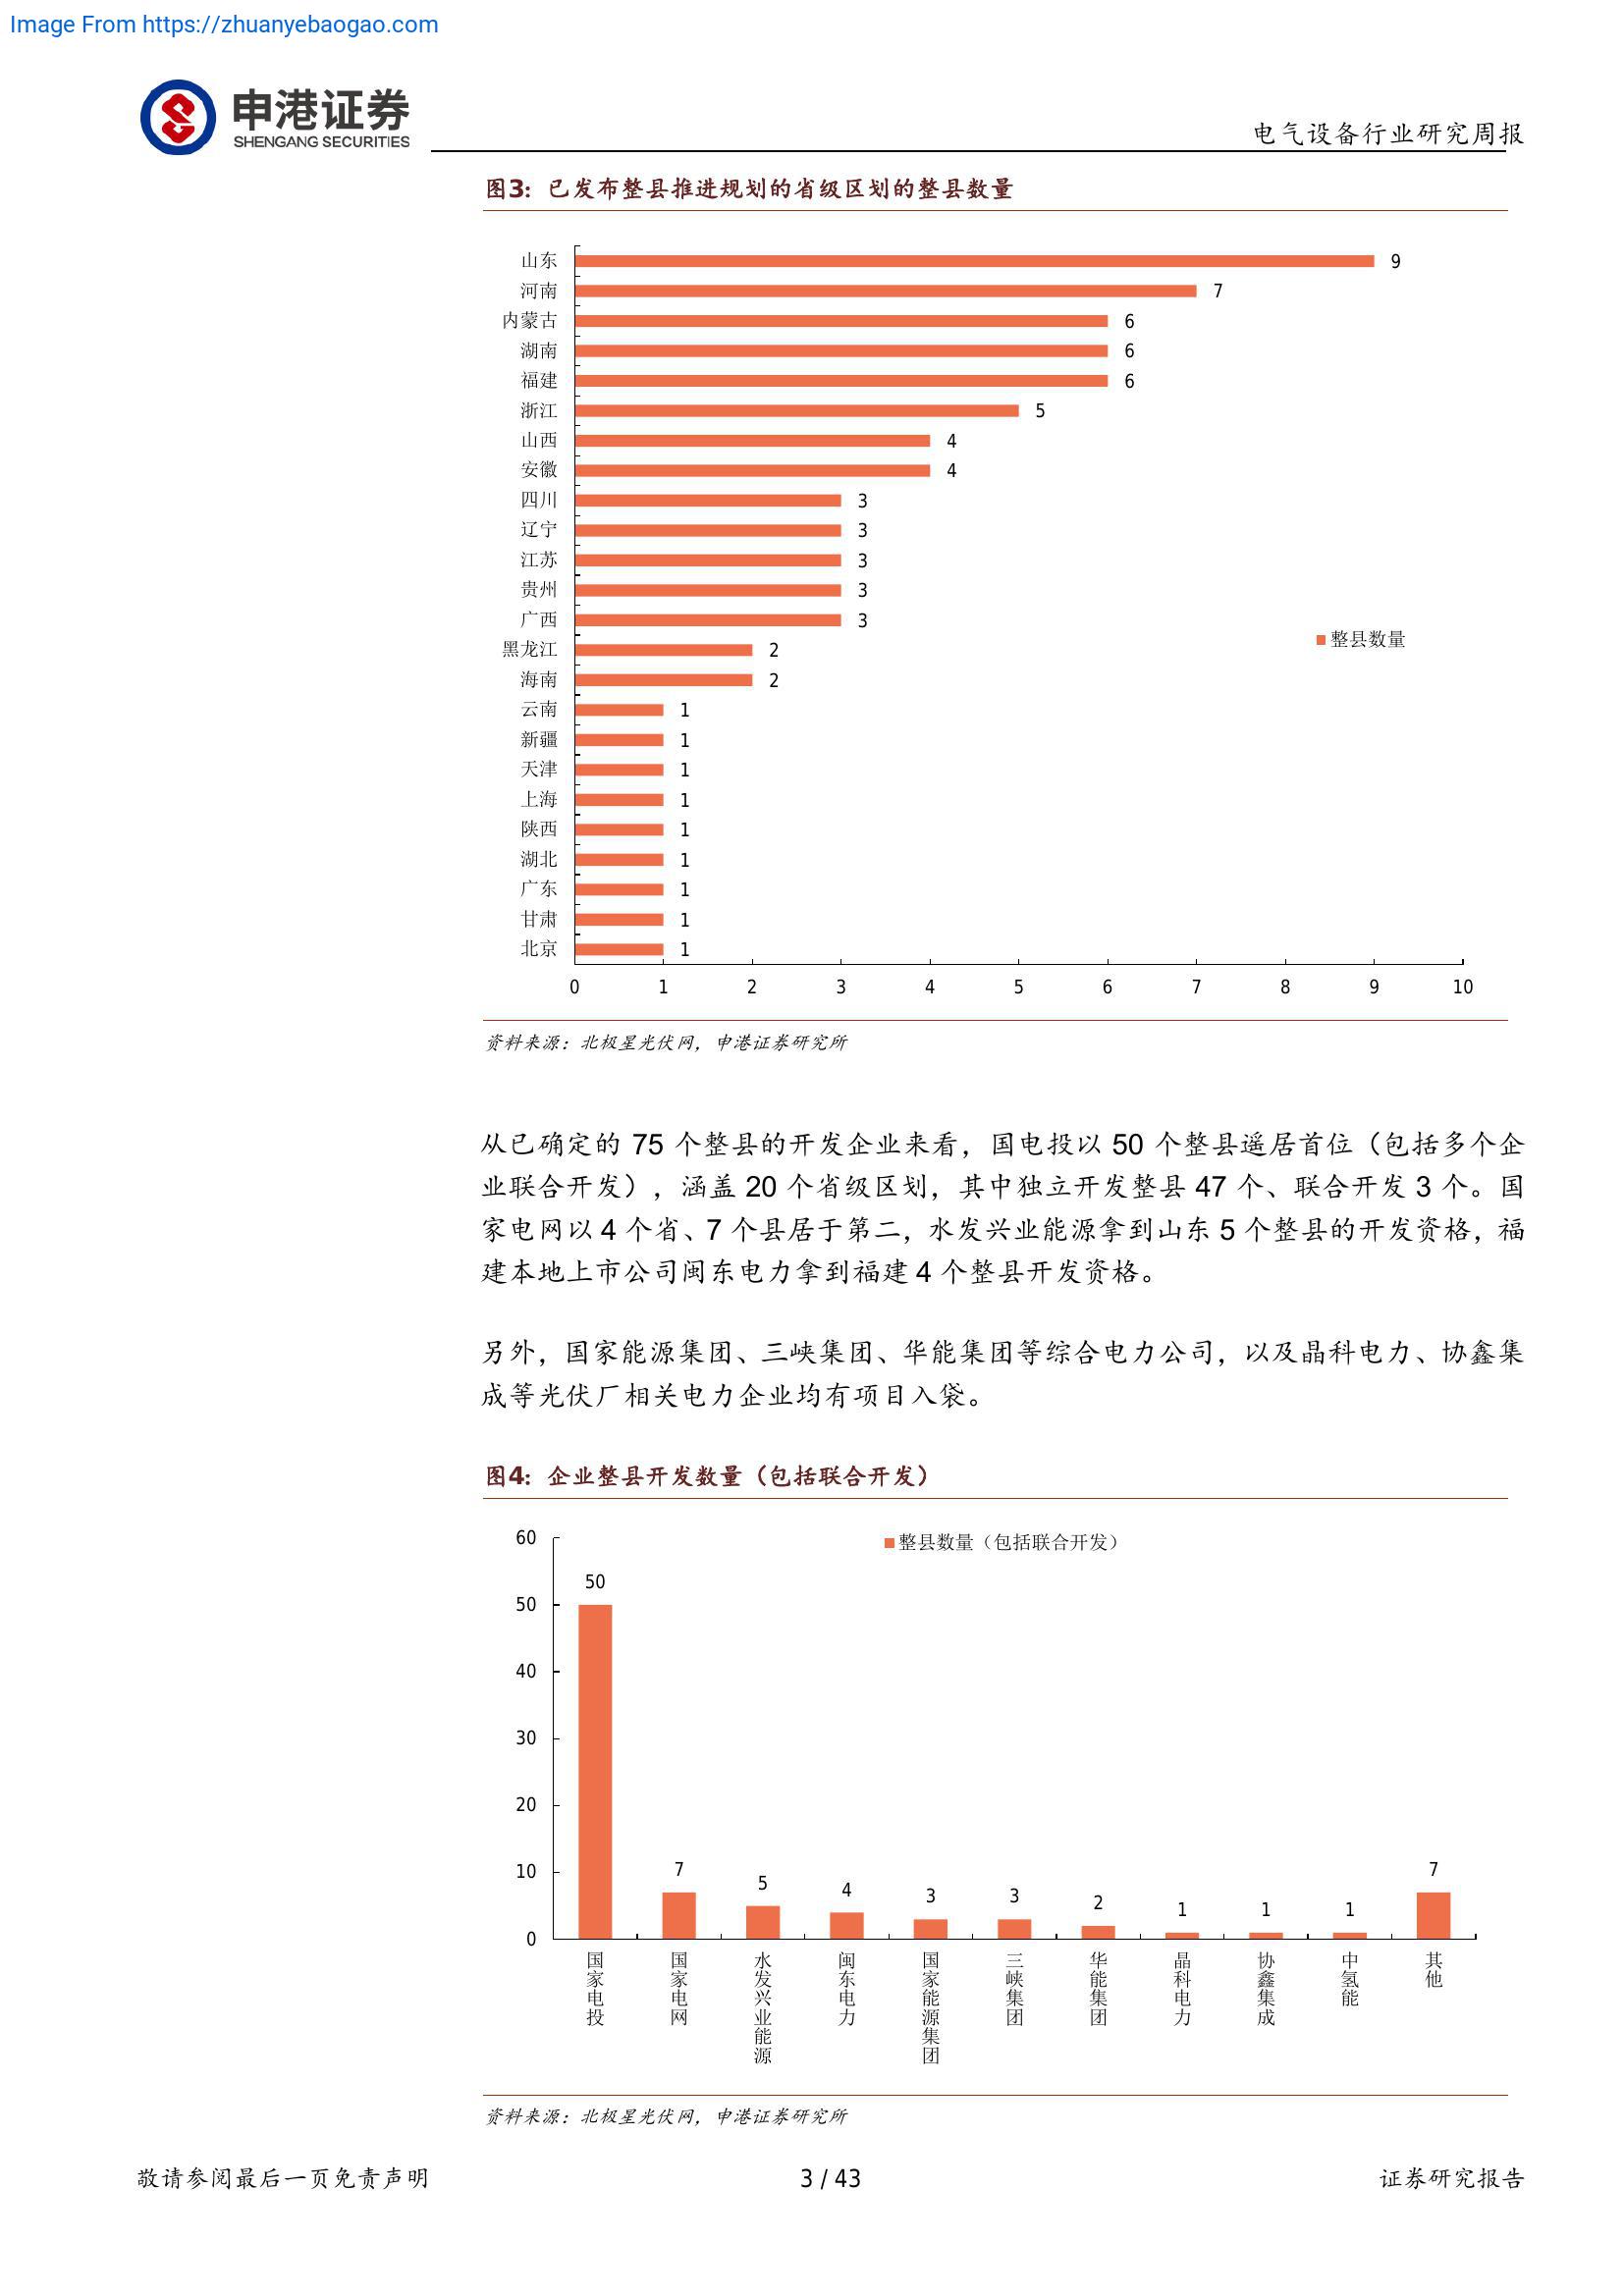 Image From https://zhuanyebaogao.com
申港证券
SHENGANG SECURITIES
电气设备行业研究周报
图3：已发布整县推进规划的省级区划的整县数量
山东 9
河南 7
内蒙古 6
湖南 6
福建 6
浙江 5
山西 4
安徽 4
四川 3
辽宁 3
江苏 3
贵州 3
广西 3
整县数量
黑龙江 2
海南 2
云南 1
新疆 1
天津 1
上海 1
陕西 1
湖北 1
广东 1
甘肃 1
北京 1
0 1 2 3 4 5 6 7 8 9 10
资料来源：北极星光伏网，申港证券研究所
从已确定的 75 个整县的开发企业来看，国电投以 50 个整县遥居首位（包括多个企
业联合开发），涵盖 20 个省级区划，其中独立开发整县 47 个、联合开发 3 个。国
家电网以 4 个省、7 个县居于第二，水发兴业能源拿到山东 5 个整县的开发资格，福
建本地上市公司闽东电力拿到福建 4 个整县开发资格。
另外，国家能源集团、三峡集团、华能集团等综合电力公司，以及晶科电力、协鑫集
成等光伏厂相关电力企业均有项目入袋。
图4：企业整县开发数量（包括联合开发）
整县数量（包括联合开发）
60
50
40
30
20
10
0
50 7 5 4 3 3 2 1 1 1 7
国家电投
国家电网
水发兴业能源
闽东电力
国家能源集团
三峡集团
华能集团
晶科电力
协鑫集成
中氢能
其他
资料来源：北极星光伏网，申港证券研究所
敬请参阅最后一页免责声明
3 / 43
证券研究报告